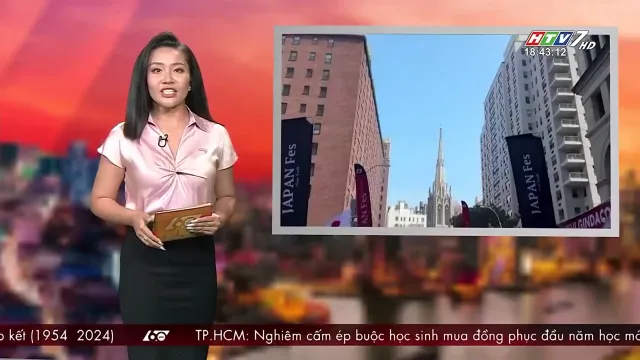 HTV7 HD
18:43:12
JAPAN Fes
JAPAN Fes
TP.HCM: Nghiêm cấm ép buộc học sinh mua đồng phục đầu năm học
kết (1954 2024)
60